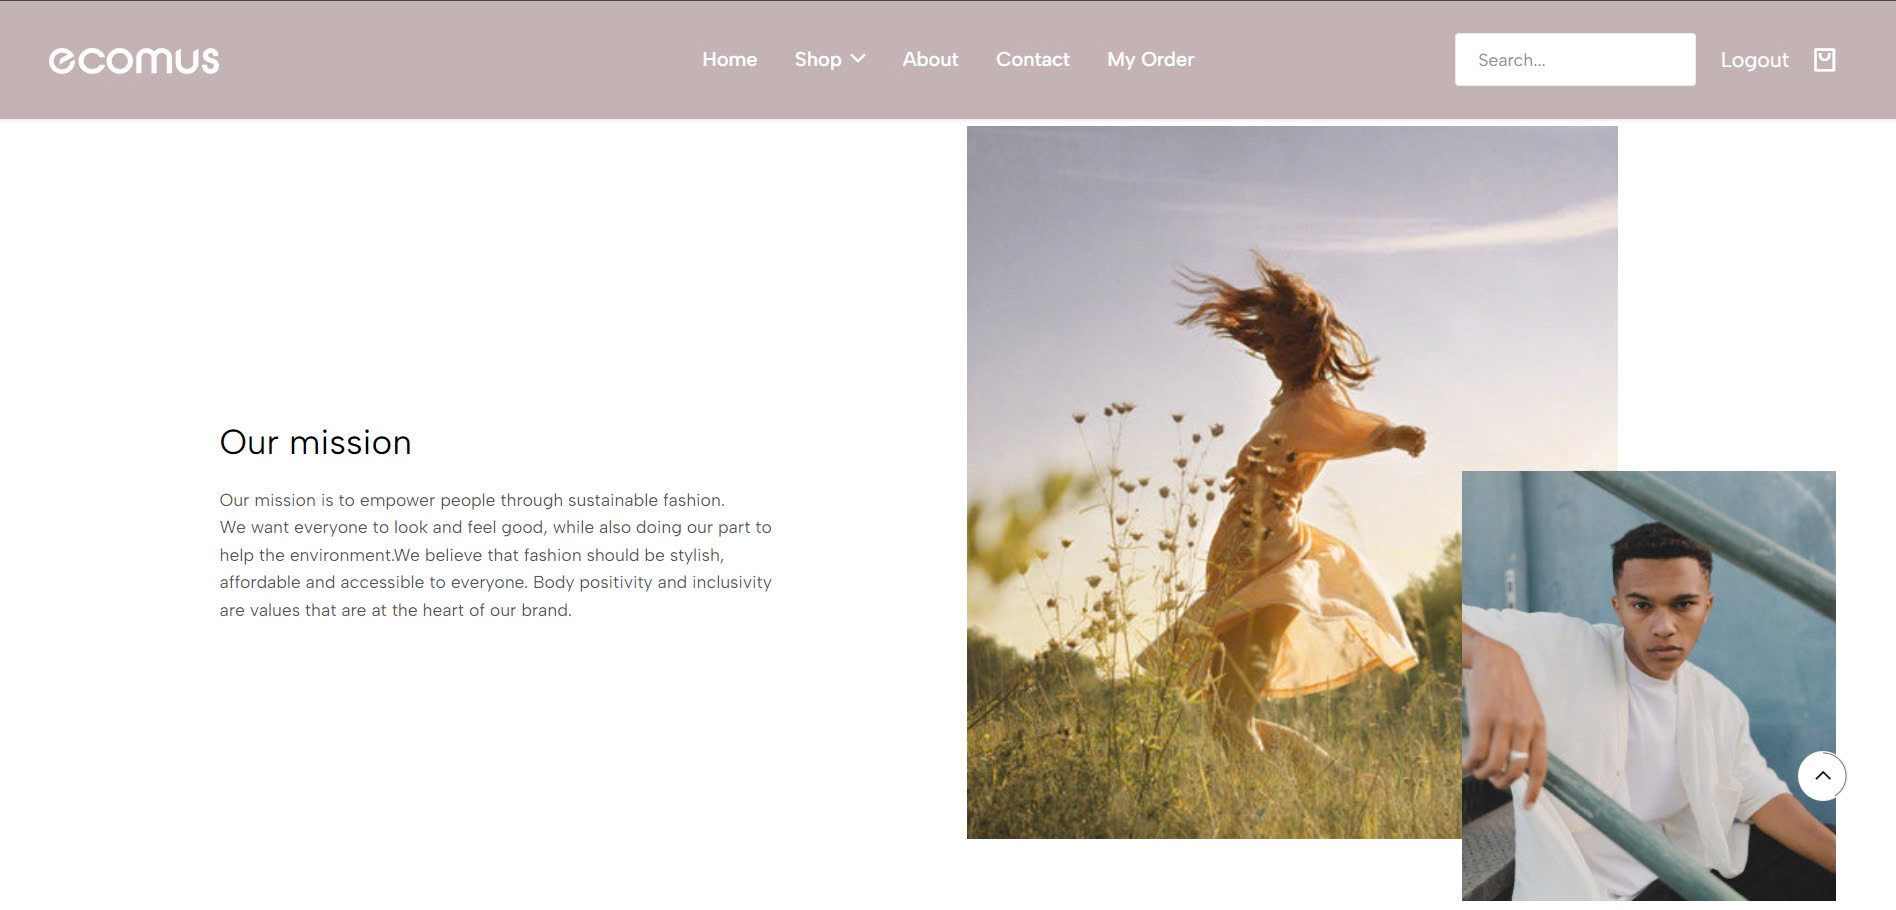 ecomus
Home
Shop
About
Contact
My Order
Search...
Logout
Our mission
Our mission is to empower people through sustainable fashion.
We want everyone to look and feel good, while also doing our part to
help the environment.We believe that fashion should be stylish,
affordable and accessible to everyone. Body positivity and inclusivity
are values that are at the heart of our brand.